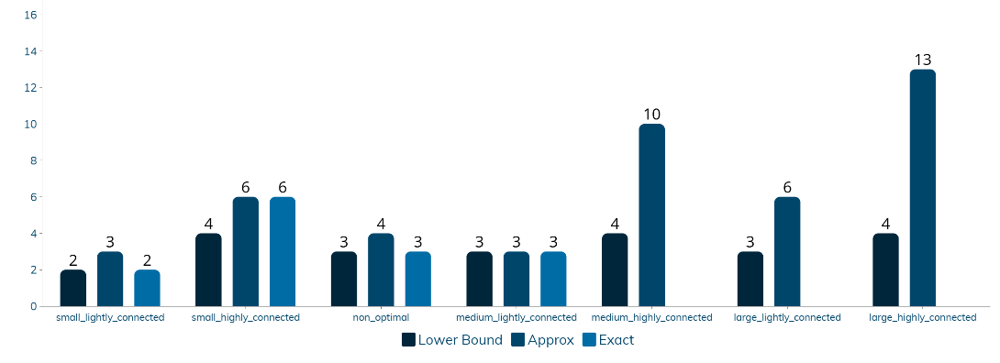 16
14
12
10
8
6
4
2
0
2 3 2
4 6 6
3 4 3
3 3 3
4 10
3 6
4 13
small_lightly_connected small_highly_connected non_optimal medium_lightly_connected medium_highly_connected large_lightly_connected large_highly_connected
Lower Bound Approx Exact